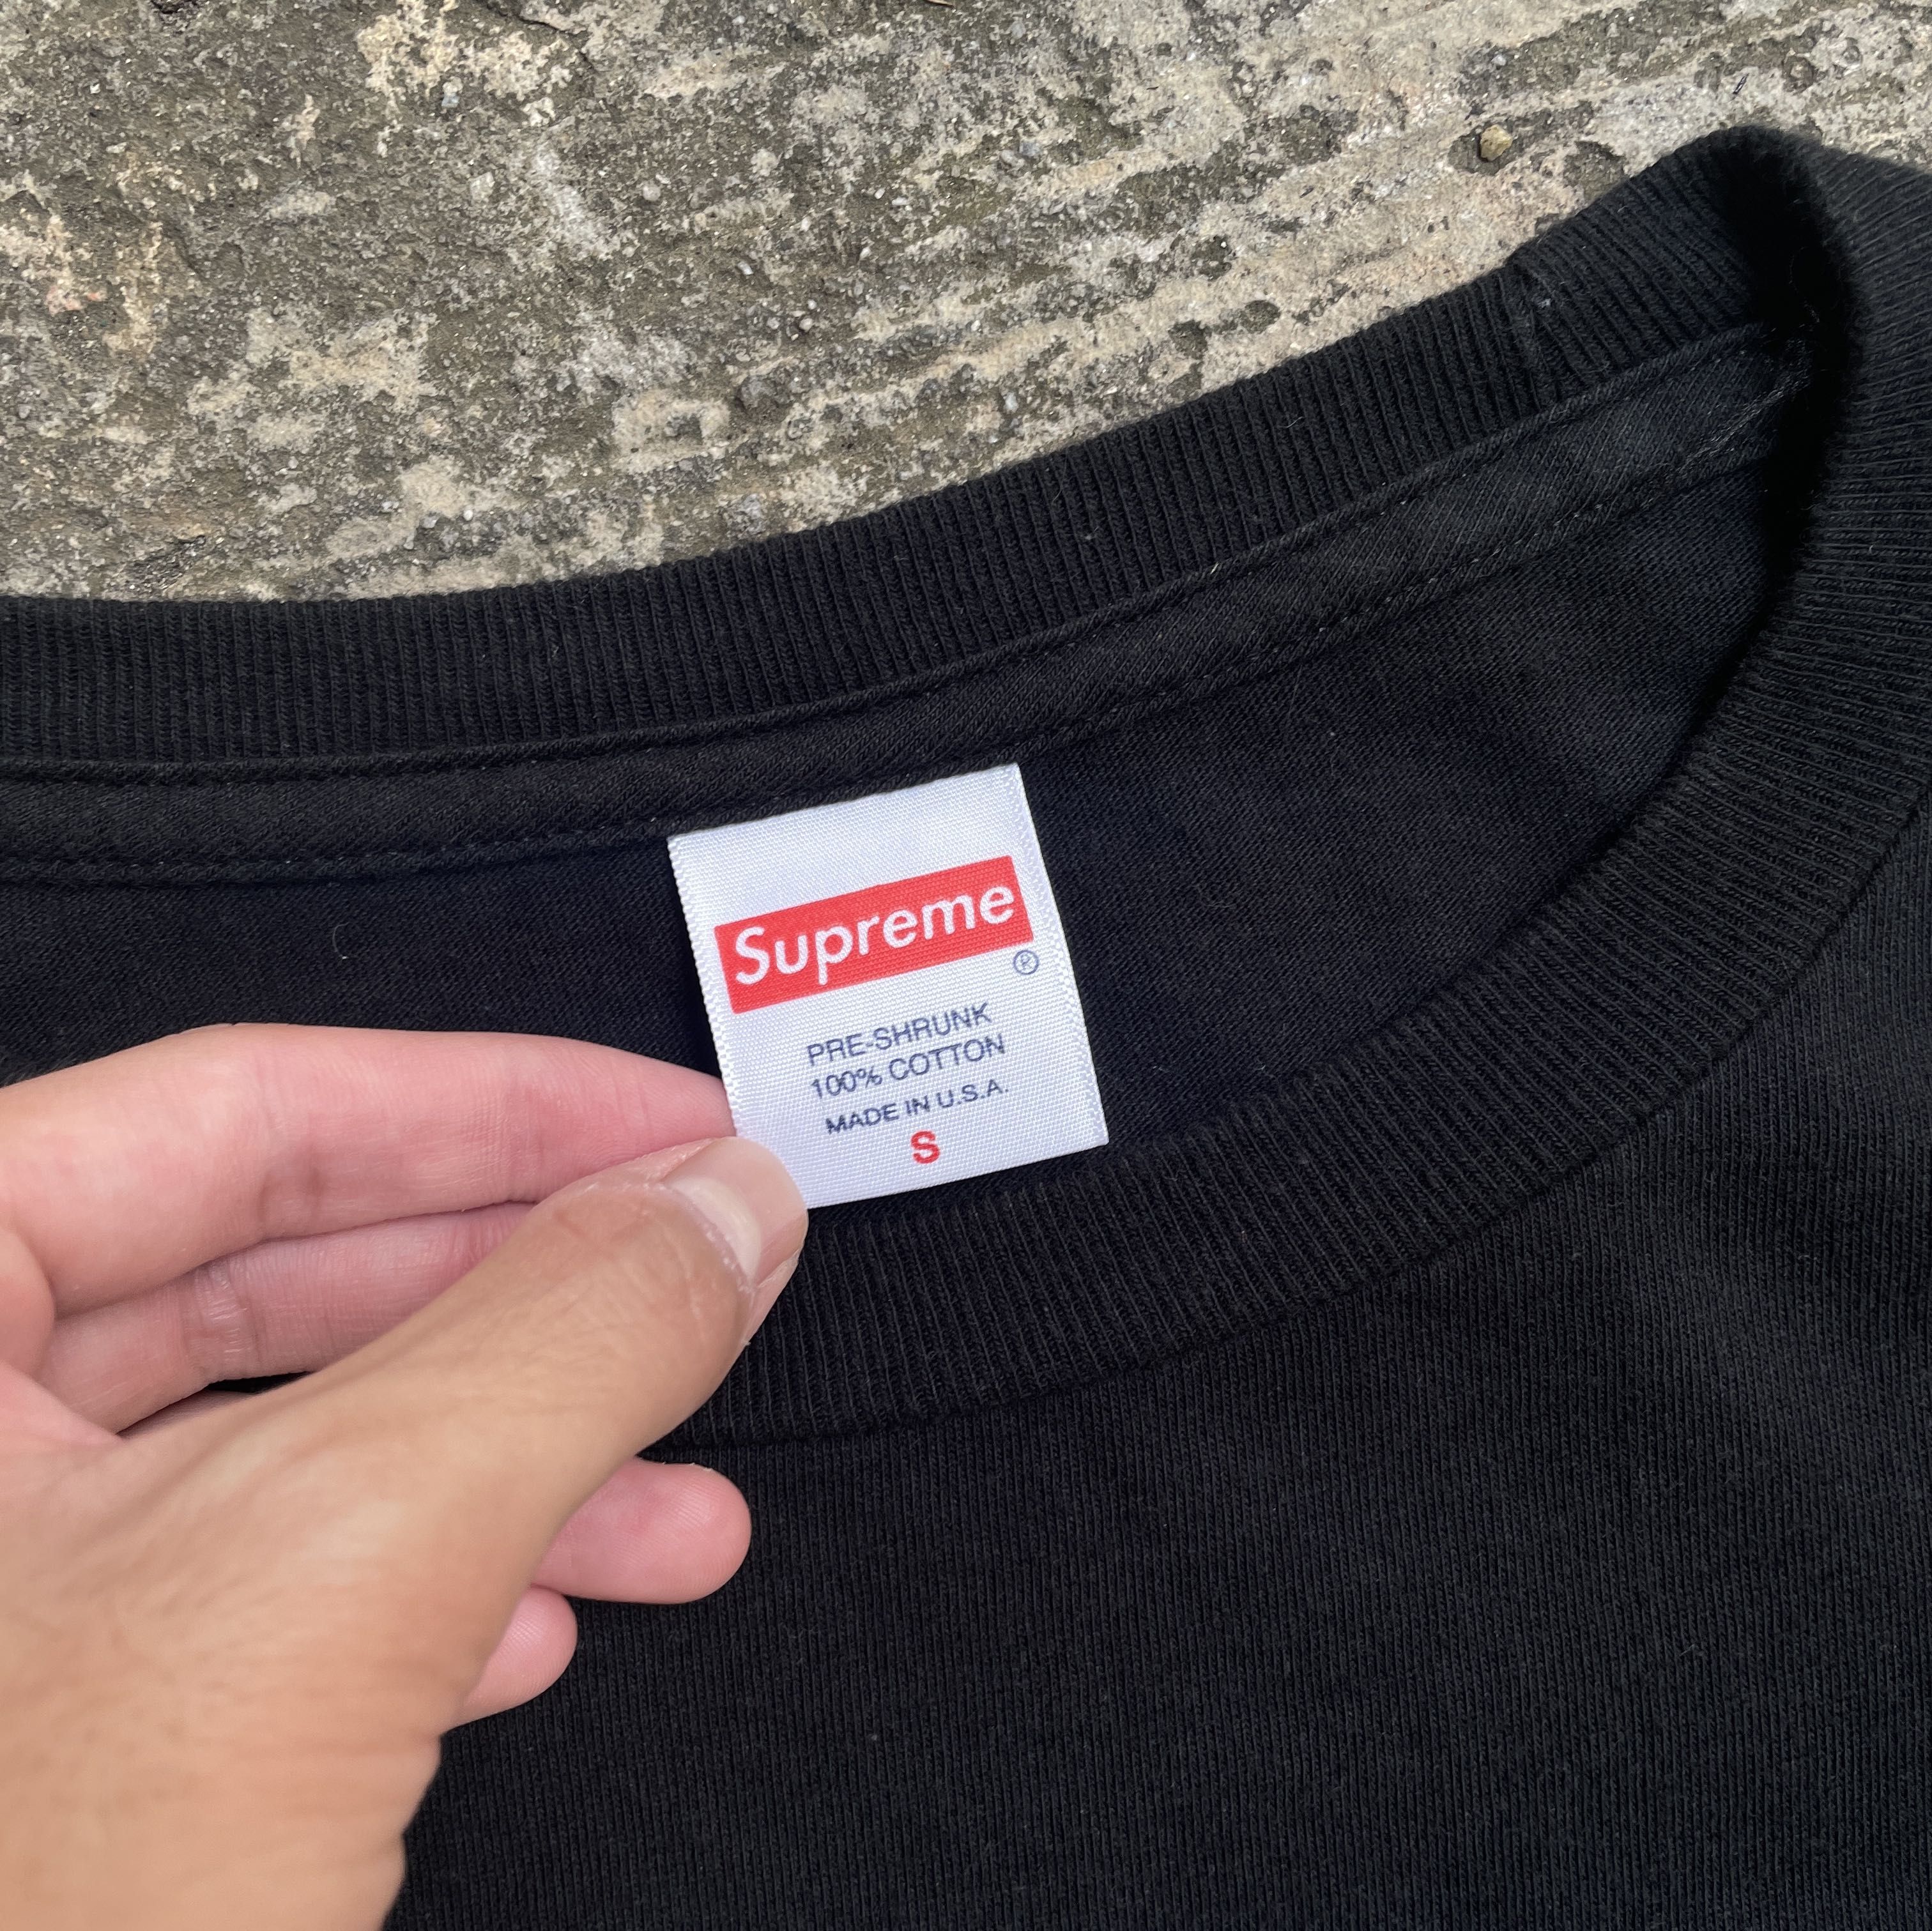 Supreme
®
PRE-SHRUNK
100% COTTON
MADE IN U.S.A.
S